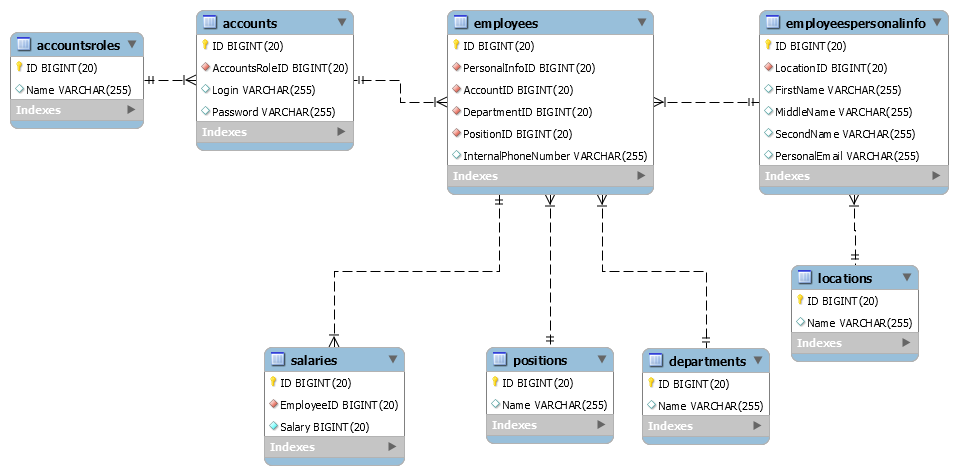 accountsroles
ID BIGINT(20)
Name VARCHAR(255)
Indexes
accounts
ID BIGINT(20)
AccountsRoleID BIGINT(20)
Login VARCHAR(255)
Password VARCHAR(255)
Indexes
employees
ID BIGINT(20)
PersonalInfoID BIGINT(20)
AccountID BIGINT(20)
DepartmentID BIGINT(20)
PositionID BIGINT(20)
InternalPhoneNumber VARCHAR(255)
Indexes
employeespersonalinfo
ID BIGINT(20)
LocationID BIGINT(20)
FirstName VARCHAR(255)
MiddleName VARCHAR(255)
SecondName VARCHAR(255)
PersonalEmail VARCHAR(255)
Indexes
locations
ID BIGINT(20)
Name VARCHAR(255)
Indexes
salaries
ID BIGINT(20)
EmployeeID BIGINT(20)
Salary BIGINT(20)
Indexes
positions
ID BIGINT(20)
Name VARCHAR(255)
Indexes
departments
ID BIGINT(20)
Name VARCHAR(255)
Indexes